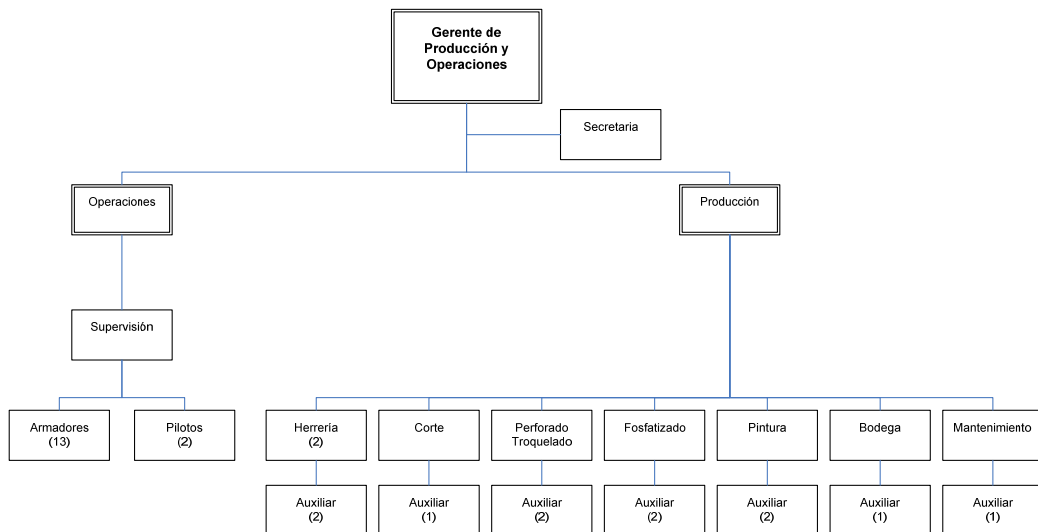 Gerente de
Producción y
Operaciones
Secretaria
Operaciones
Producción
Supervisión
Armadores
(13)
Pilotos
(2)
Herrería
(2)
Corte
Perforado
Troquelado
Fosfatizado
Pintura
Bodega
Mantenimiento
Auxiliar
(2)
Auxiliar
(1)
Auxiliar
(2)
Auxiliar
(2)
Auxiliar
(2)
Auxiliar
(1)
Auxiliar
(1)